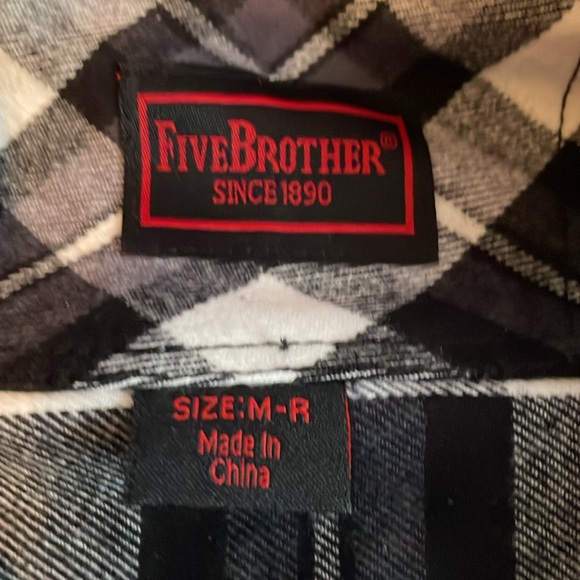 FIVEBROTHER®
SINCE 1890
SIZE:M-R
Made In
China